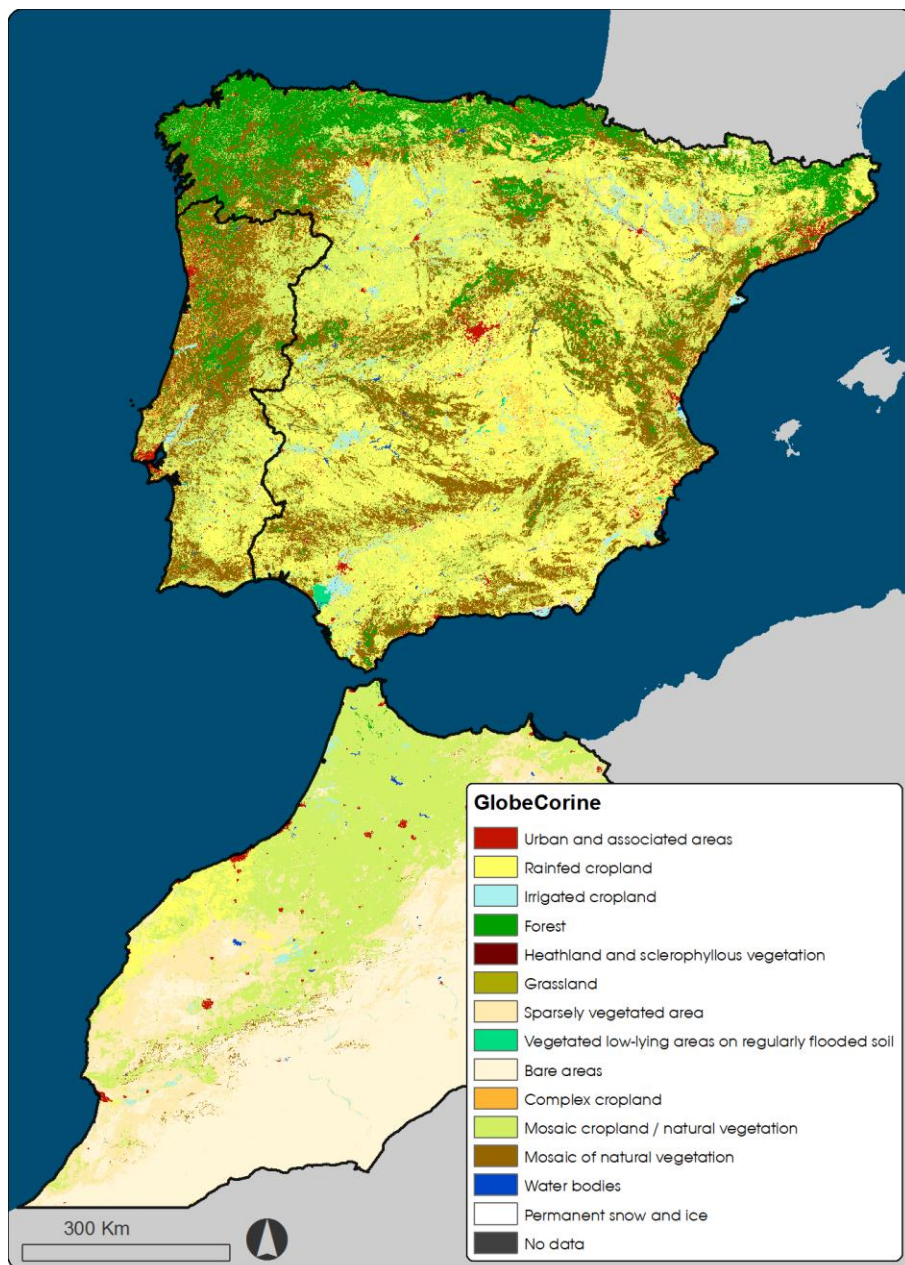 GlobeCorine
Urban and associated areas
Rainfed cropland
Irrigated cropland
Forest
Heathland and sclerophyllous vegetation
Grassland
Sparsely vegetated area
Vegetated low-lying areas on regularly flooded soil
Bare areas
Complex cropland
Mosaic cropland / natural vegetation
Mosaic of natural vegetation
Water bodies
Permanent snow and ice
No data
300 Km